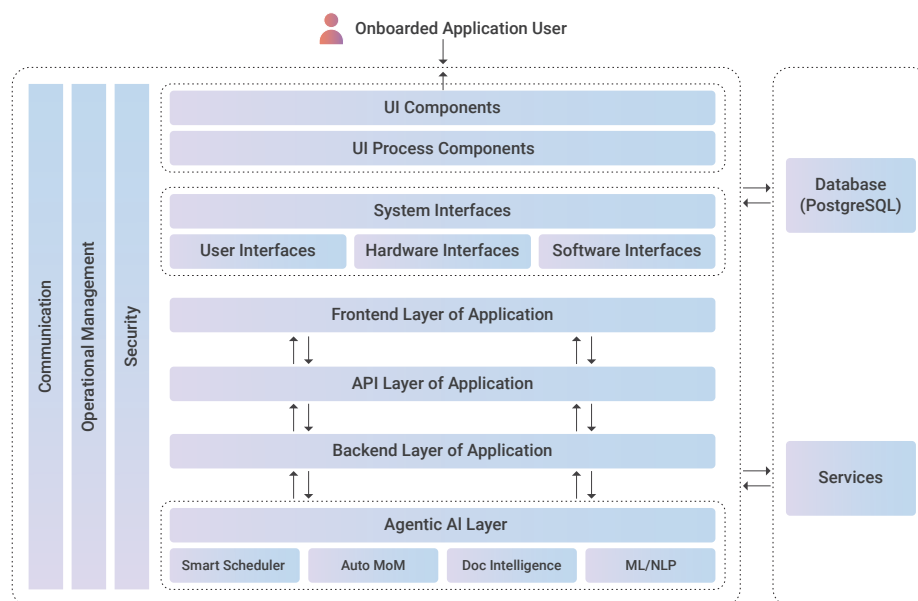 Onboarded Application User
Communication
Operational Management
Security
UI Components
UI Process Components
System Interfaces
User Interfaces
Hardware Interfaces
Software Interfaces
Frontend Layer of Application
API Layer of Application
Backend Layer of Application
Agentic AI Layer
Smart Scheduler
Auto MoM
Doc Intelligence
ML/NLP
Database
(PostgreSQL)
Services